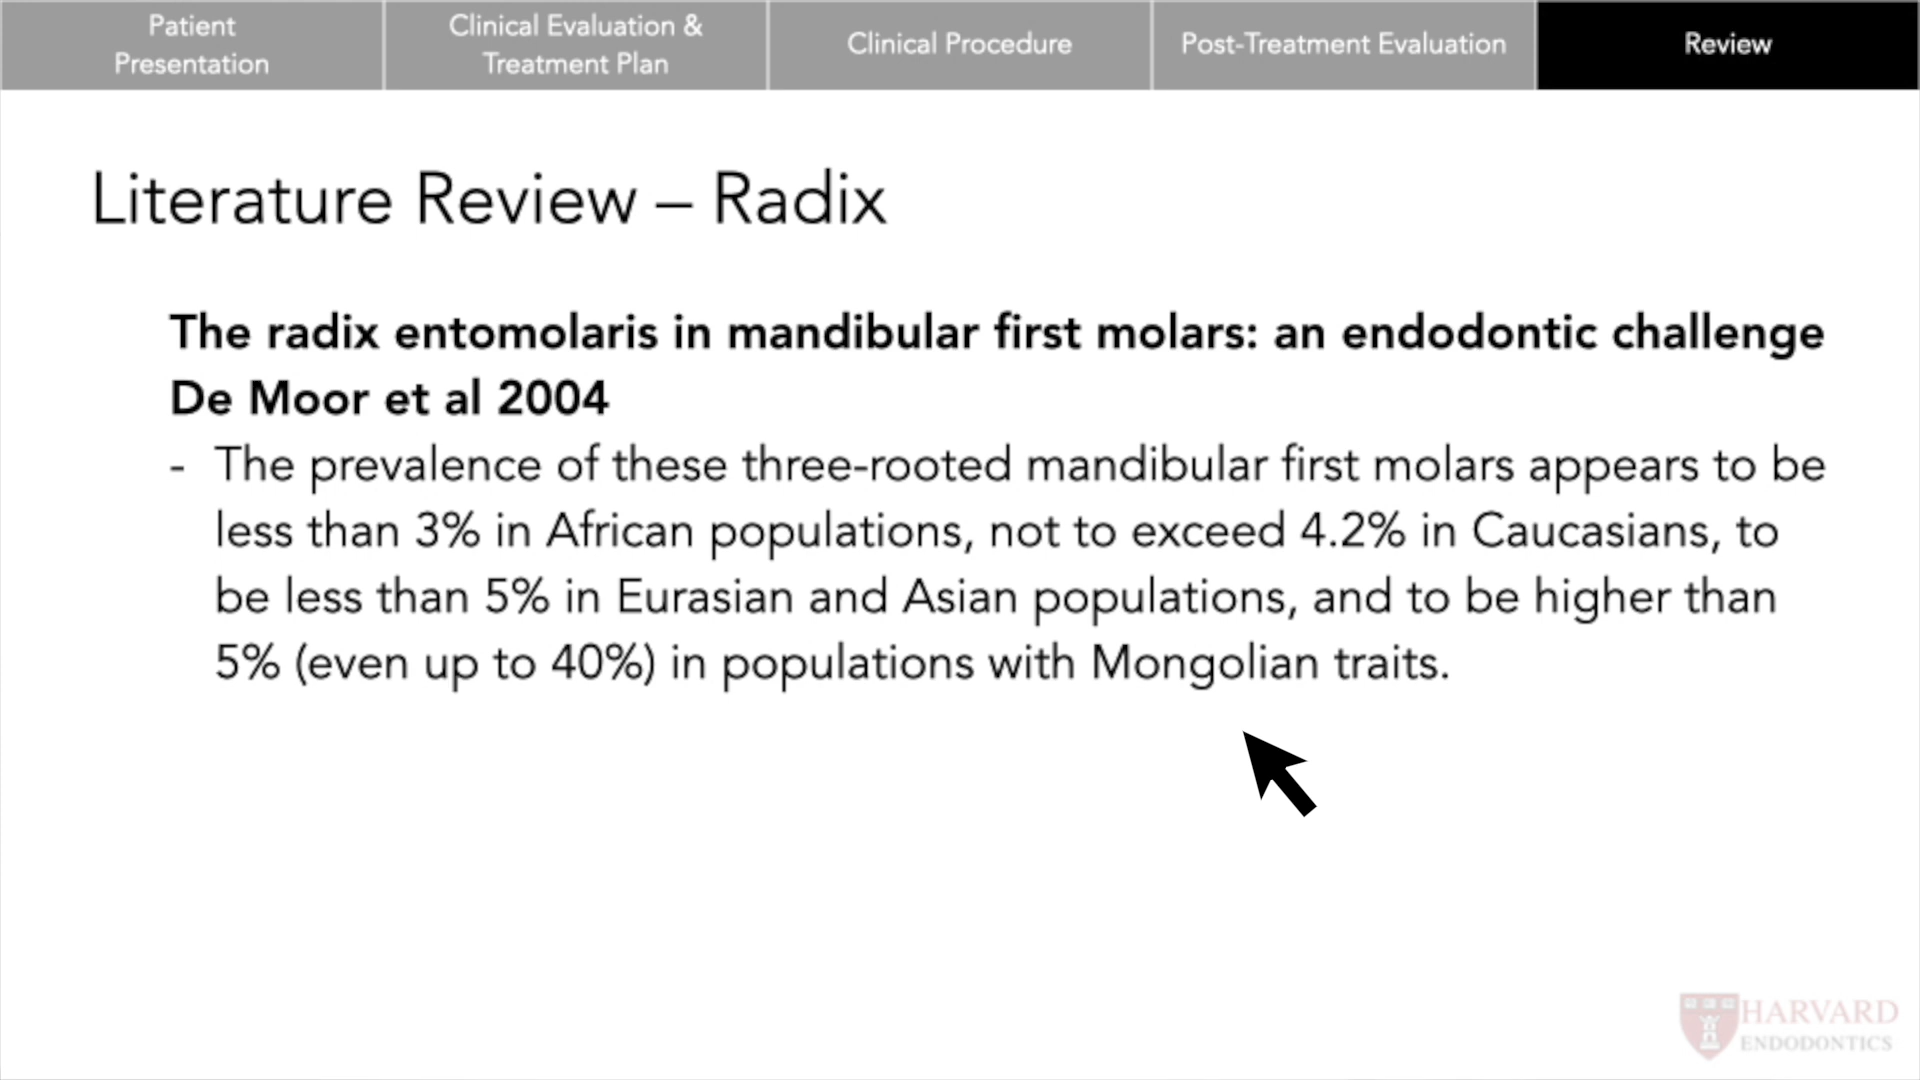 Patient
Presentation
Clinical Evaluation &
Treatment Plan
Clinical Procedure
Post-Treatment Evaluation
Review
Literature Review – Radix
The radix entomolaris in mandibular first molars: an endodontic challenge
De Moor et al 2004
- The prevalence of these three-rooted mandibular first molars appears to be
less than 3% in African populations, not to exceed 4.2% in Caucasians, to
be less than 5% in Eurasian and Asian populations, and to be higher than
5% (even up to 40%) in populations with Mongolian traits.
HARVARD
ENDODONTICS